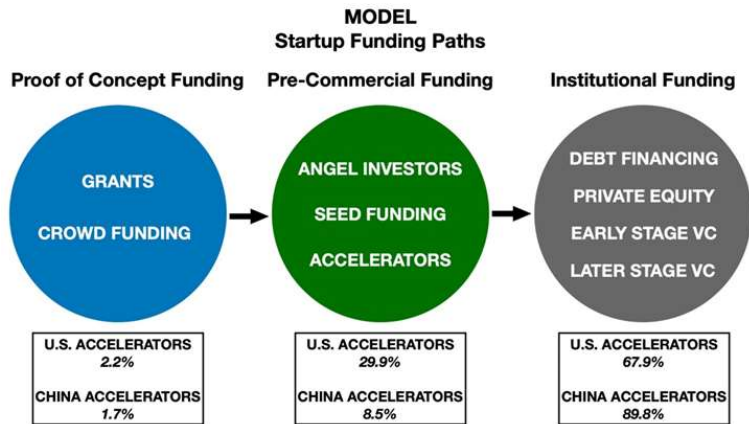 MODEL
Startup Funding Paths
Proof of Concept Funding
Pre-Commercial Funding
Institutional Funding
GRANTS
CROWD FUNDING
ANGEL INVESTORS
SEED FUNDING
ACCELERATORS
DEBT FINANCING
PRIVATE EQUITY
EARLY STAGE VC
LATER STAGE VC
U.S. ACCELERATORS
2.2%
CHINA ACCELERATORS
1.7%
U.S. ACCELERATORS
29.9%
CHINA ACCELERATORS
8.5%
U.S. ACCELERATORS
67.9%
CHINA ACCELERATORS
89.8%